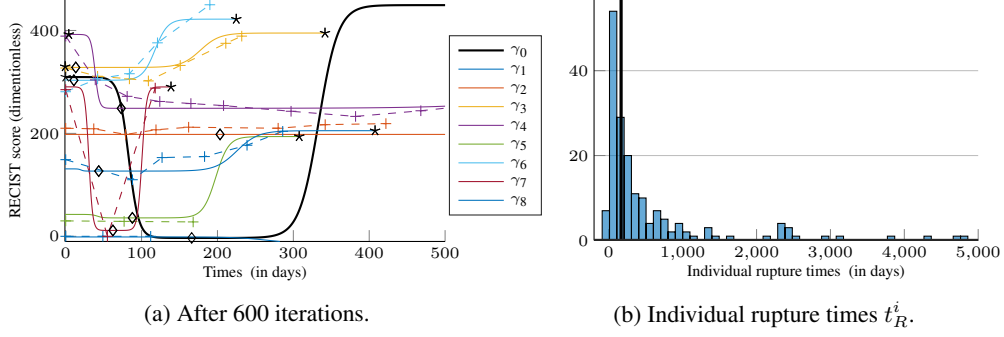 400
200
0
RECIST score (dimentionless)
0 100 200 300 400 500
Times (in days)
γ0
γ1
γ2
γ3
γ4
γ5
γ6
γ7
γ8
(a) After 600 iterations.
40
20
0
0 1,000 2,000 3,000 4,000 5,000
Individual rupture times (in days)
(b) Individual rupture times t_R^i.